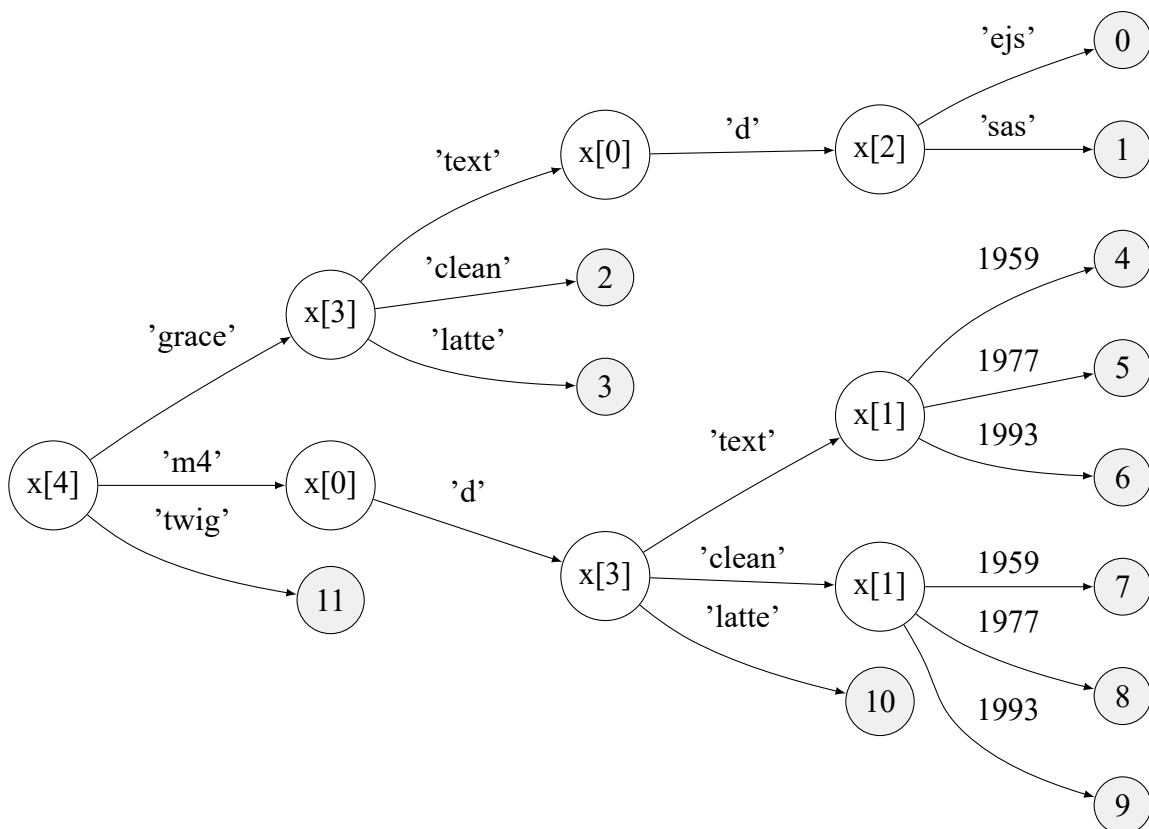 ’ejs’
0
’d’
’sas’
x[0]
x[2]
1
’text’
1959
’clean’
4
2
x[3]
’latte’
1977
’grace’
5
3
x[1]
1993
’text’
’m4’
6
x[4]
x[0]
’d’
’twig’
1959
’clean’
x[3]
x[1]
7
11
’latte’
1977
10
8
1993
9